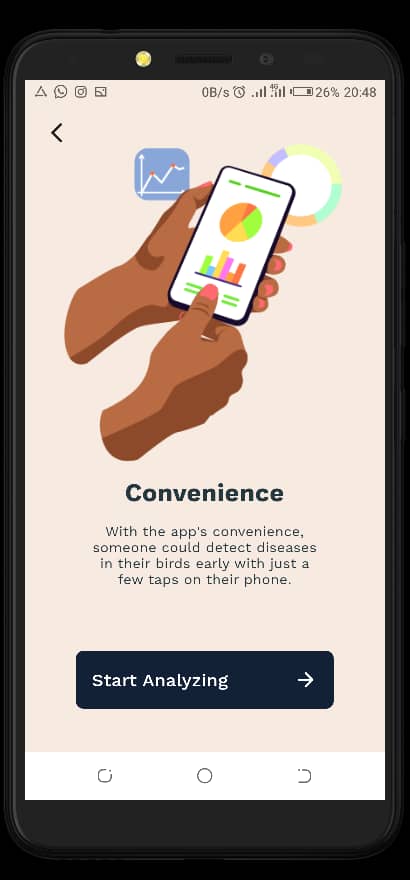 0B/s 4G 26% 20:48
Convenience
With the app's convenience,
someone could detect diseases
in their birds early with just a
few taps on their phone.
Start Analyzing